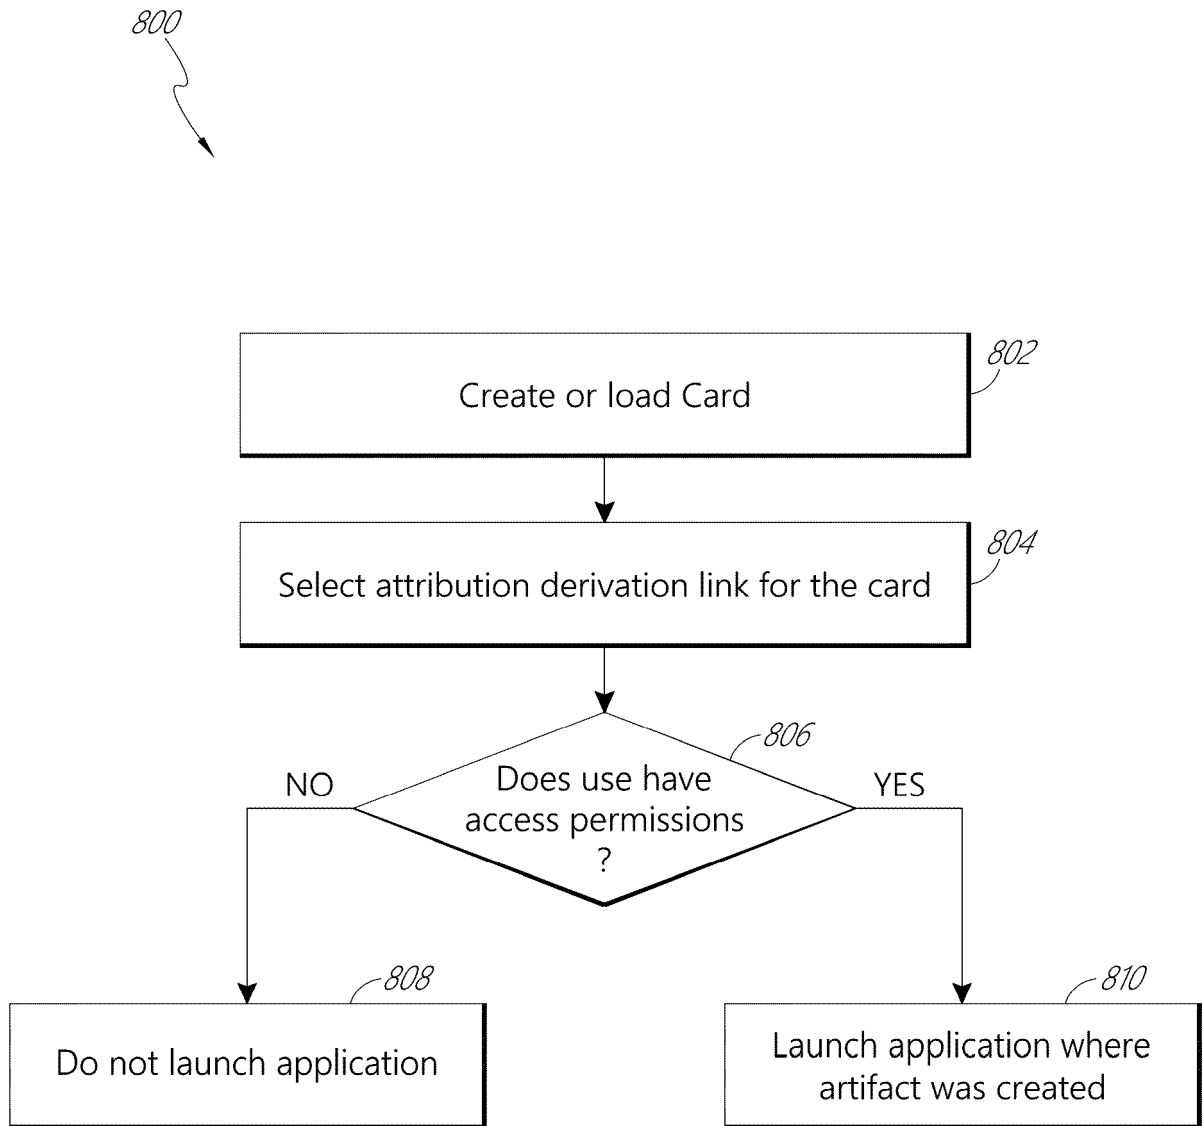 800
802
Create or load Card
804
Select attribution derivation link for the card
806
NO
Does use have
YES
access permissions
?
808
810
Do not launch application
Launch application where
artifact was created